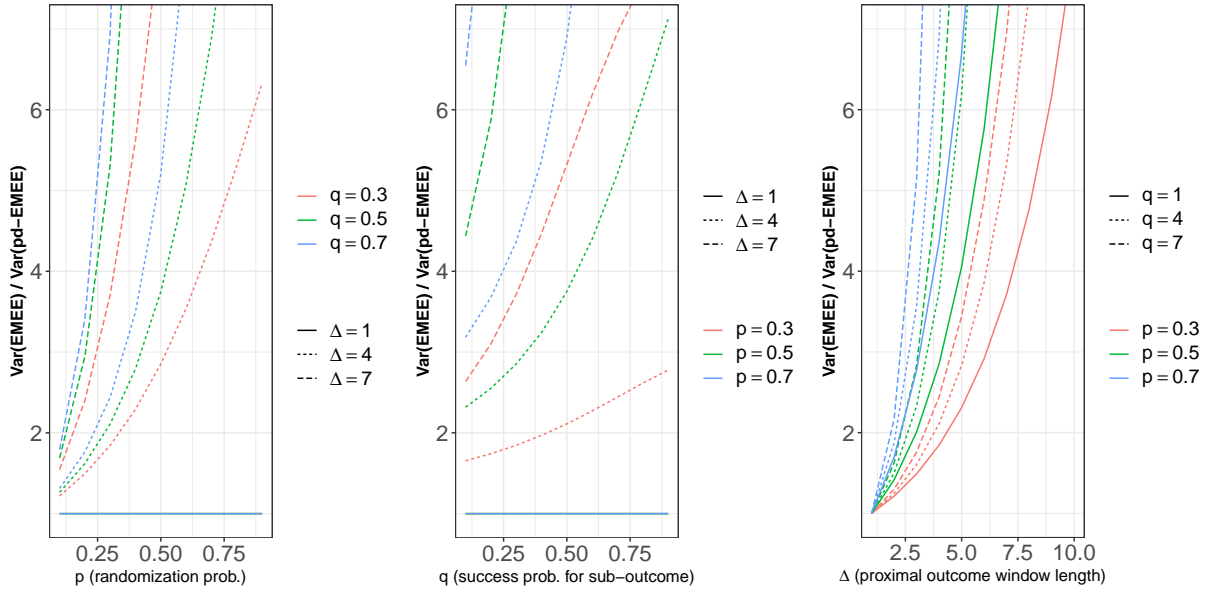 Var(EMEE) / Var(pd−EMEE)
6
4
2
0.25 0.50 0.75
p (randomization prob.)
q = 0.3
q = 0.5
q = 0.7
Δ = 1
Δ = 4
Δ = 7
Var(EMEE) / Var(pd−EMEE)
6
4
2
0.25 0.50 0.75
q (success prob. for sub−outcome)
Δ = 1
Δ = 4
Δ = 7
p = 0.3
p = 0.5
p = 0.7
Var(EMEE) / Var(pd−EMEE)
6
4
2
2.5 5.0 7.5 10.0
Δ (proximal outcome window length)
q = 1
q = 4
q = 7
p = 0.3
p = 0.5
p = 0.7